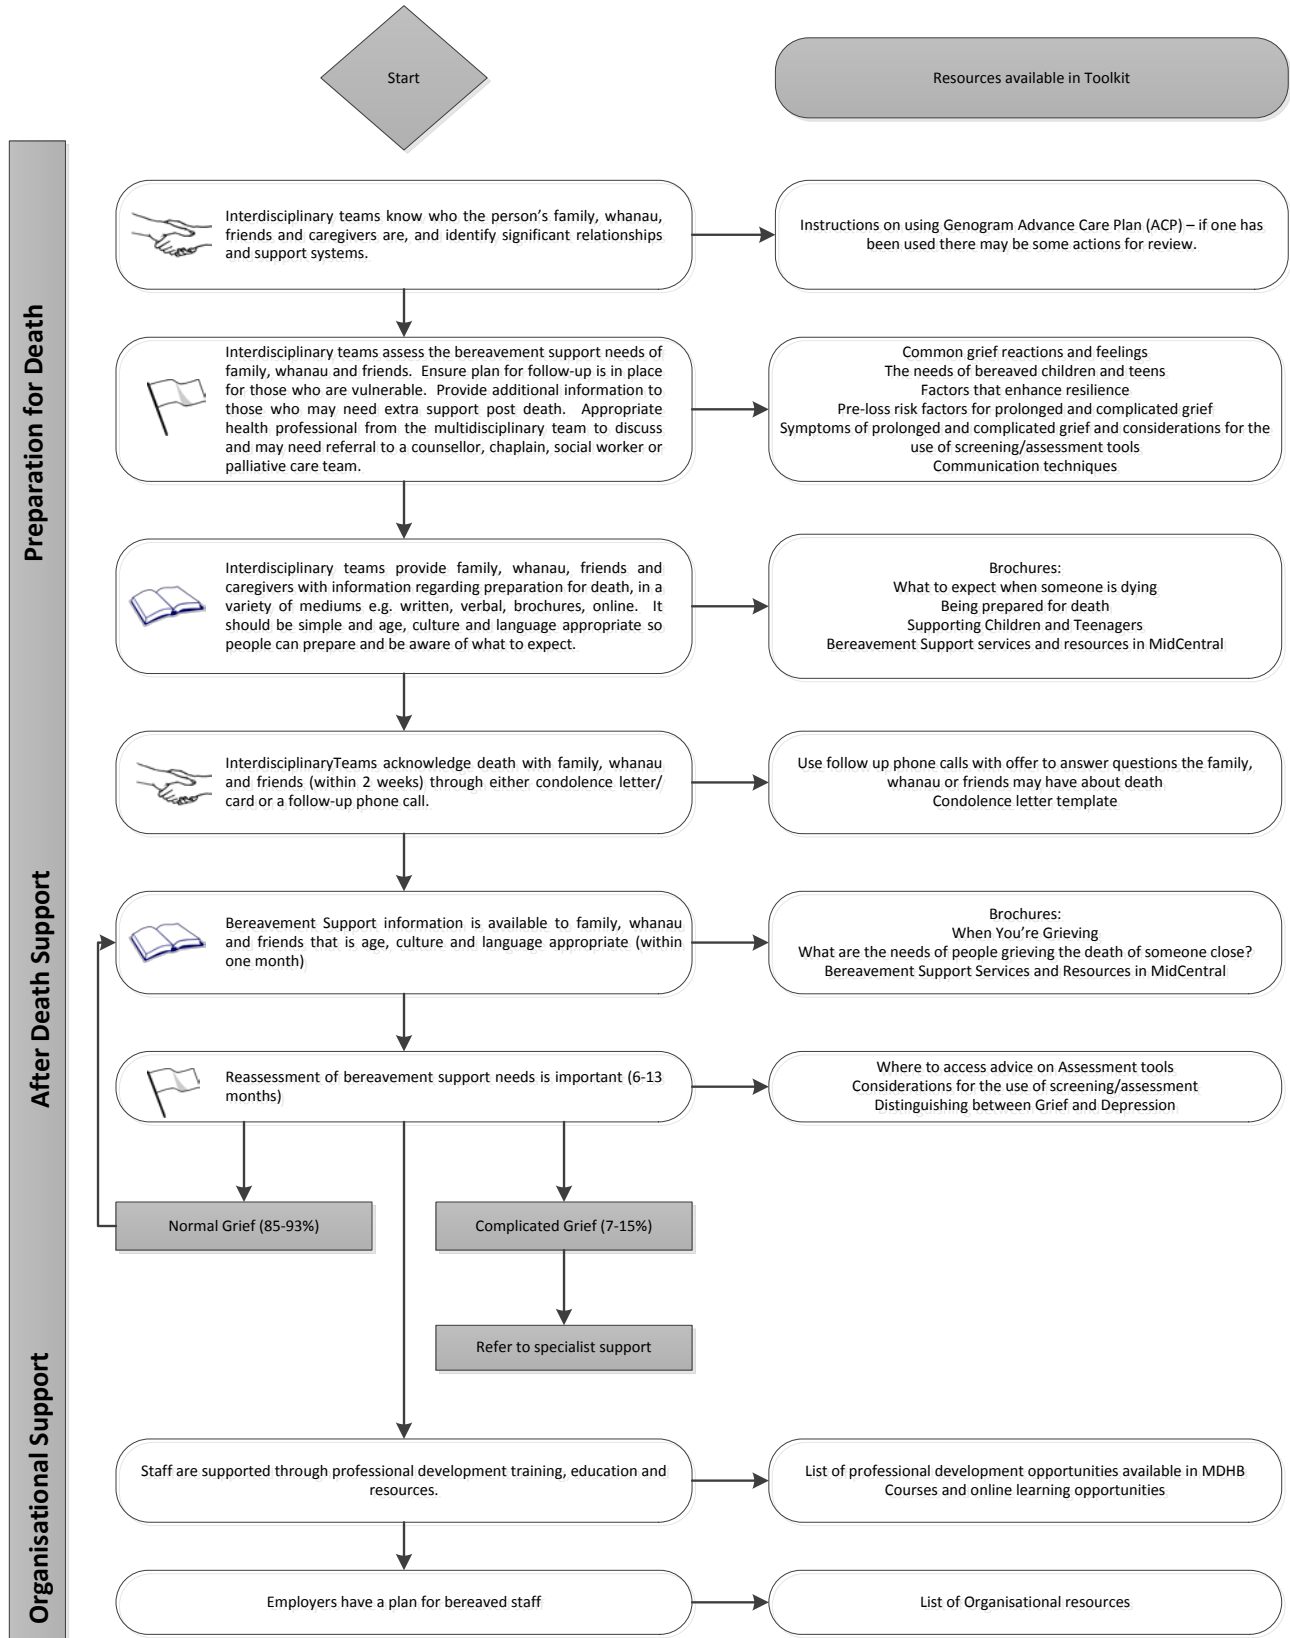 Start
Resources available in Toolkit
Preparation for Death
Interdisciplinary teams know who the person's family, whanau,
friends and caregivers are, and identify significant relationships
and support systems.
Instructions on using Genogram Advance Care Plan (ACP) – if one has
been used there may be some actions for review.
Interdisciplinary teams assess the bereavement support needs of
family, whanau and friends. Ensure plan for follow-up is in place
for those who are vulnerable. Provide additional information to
those who may need extra support post death. Appropriate
health professional from the multidisciplinary team to discuss
and may need referral to a counsellor, chaplain, social worker or
palliative care team.
Common grief reactions and feelings
The needs of bereaved children and teens
Factors that enhance resilience
Pre-loss risk factors for prolonged and complicated grief
Symptoms of prolonged and complicated grief and considerations for the
use of screening/assessment tools
Communication techniques
Interdisciplinary teams provide family, whanau, friends and
caregivers with information regarding preparation for death, in a
variety of mediums e.g. written, verbal, brochures, online. It
should be simple and age, culture and language appropriate so
people can prepare and be aware of what to expect.
Brochures:
What to expect when someone is dying
Being prepared for death
Supporting Children and Teenagers
Bereavement Support services and resources in MidCentral
After Death Support
InterdisciplinaryTeams acknowledge death with family, whanau
and friends (within 2 weeks) through either condolence letter/
card or a follow-up phone call.
Use follow up phone calls with offer to answer questions the family,
whanau or friends may have about death
Condolence letter template
Bereavement Support information is available to family, whanau
and friends that is age, culture and language appropriate (within
one month)
Brochures:
When You're Grieving
What are the needs of people grieving the death of someone close?
Bereavement Support Services and Resources in MidCentral
Reassessment of bereavement support needs is important (6-13
months)
Where to access advice on Assessment tools
Considerations for the use of screening/assessment
Distinguishing between Grief and Depression
Normal Grief (85-93%)
Complicated Grief (7-15%)
Refer to specialist support
Organisational Support
Staff are supported through professional development training, education and
resources.
List of professional development opportunities available in MDHB
Courses and online learning opportunities
Employers have a plan for bereaved staff
List of Organisational resources